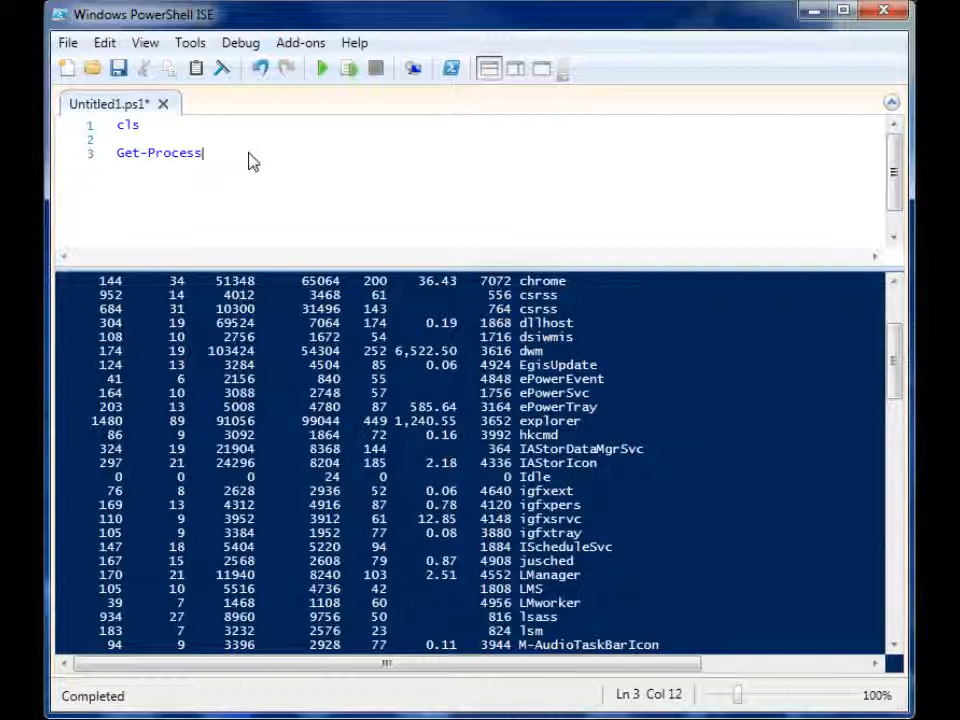 Windows PowerShell ISE
File Edit View Tools Debug Add-ons Help
Untitled1.ps1*
1 cls
2
3 Get-Process
144 34 51348 65064 200 36.43 7072 chrome
952 14 4012 3468 61 556 csrss
684 31 10300 31496 143 764 csrss
304 19 69524 7064 174 0.19 1868 dllhost
108 10 2756 1672 54 1716 dsiwmis
174 19 103424 54304 252 6,522.50 3616 dwm
124 13 3284 4504 85 0.06 4924 EgisUpdate
41 6 2156 840 55 4848 ePowerEvent
164 10 3088 2748 57 1756 ePowerSvc
203 13 5008 4780 87 585.64 3164 ePowerTray
1480 89 91056 99044 449 1,240.55 3652 explorer
86 9 3092 1864 72 0.16 3992 hkcmd
324 19 21904 8368 144 364 IAStorDataMgrSvc
297 21 24296 8204 185 2.18 4336 IAStorIcon
0 0 0 24 0 0 Idle
76 8 2628 2936 52 0.06 4640 igfxext
169 13 4312 4916 87 0.78 4120 igfxpers
110 9 3952 3912 61 12.85 4148 igfxsrvc
105 9 3384 1952 77 0.08 3880 igfxtray
147 18 5404 5220 94 1884 IScheduleSvc
167 15 2568 2608 79 0.87 4908 jusched
170 21 11940 8240 103 2.51 4552 LManager
105 10 5516 4736 42 1808 LMS
39 7 1468 1108 60 4956 LMworker
934 27 8960 9756 50 816 lsass
183 7 3232 2576 23 824 lsm
94 9 3396 2928 77 0.11 3944 M-AudioTaskBarIcon
Completed Ln 3 Col 12 100%